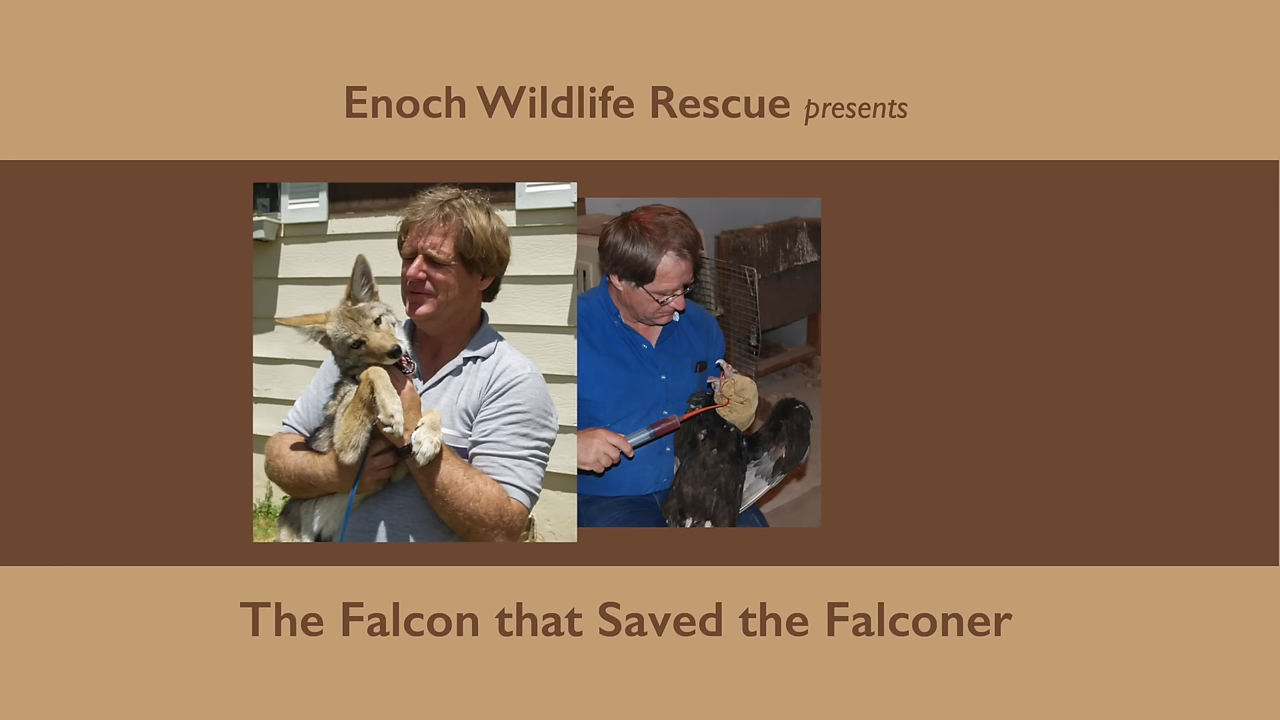 Enoch Wildlife Rescue presents
The Falcon that Saved the Falconer